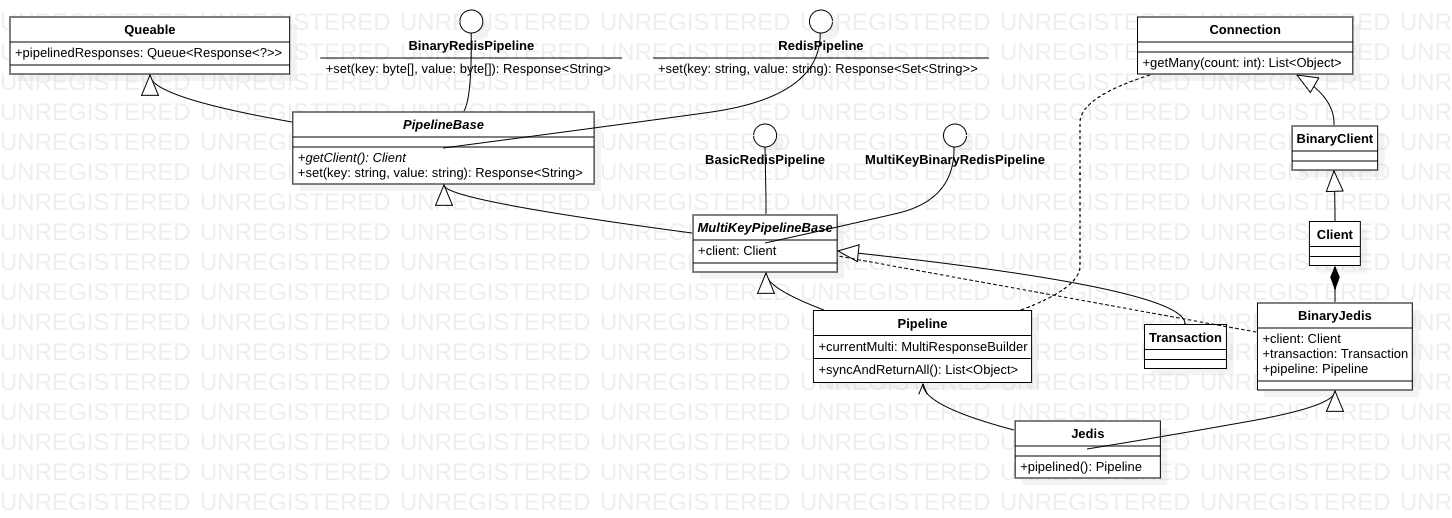 Queable
+pipelinedResponses: Queue<Response<?>>
BinaryRedisPipeline
+set(key: byte[], value: byte[]): Response<String>
RedisPipeline
+set(key: string, value: string): Response<Set<String>>
Connection
+getMany(count: int): List<Object>
PipelineBase
+getClient(): Client
+set(key: string, value: string): Response<String>
BasicRedisPipeline
MultiKeyBinaryRedisPipeline
BinaryClient
MultiKeyPipelineBase
+client: Client
Client
Pipeline
+currentMulti: MultiResponseBuilder
+syncAndReturnAll(): List<Object>
Transaction
BinaryJedis
+client: Client
+transaction: Transaction
+pipeline: Pipeline
Jedis
+pipelined(): Pipeline
UNREGISTERED